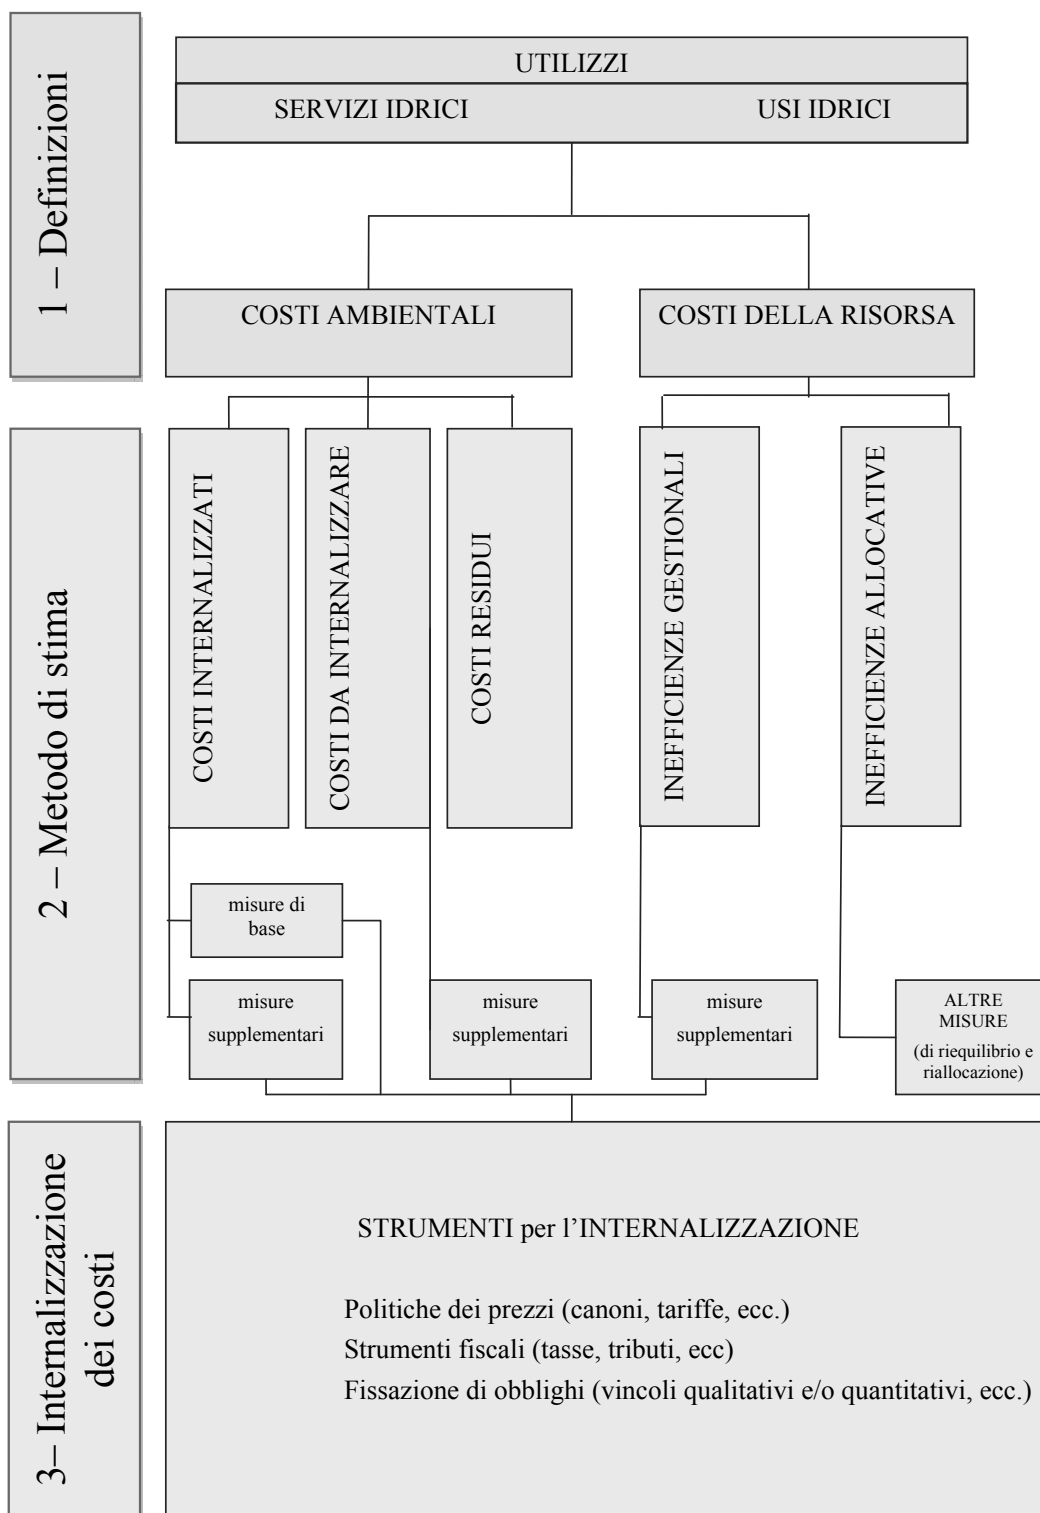 1 – Definizioni
UTILIZZI
SERVIZI IDRICI
USI IDRICI
COSTI AMBIENTALI
COSTI DELLA RISORSA
2 – Metodo di stima
COSTI INTERNALIZZATI
COSTI DA INTERNALIZZARE
COSTI RESIDUI
INEFFICIENZE GESTIONALI
INEFFICIENZE ALLOCATIVE
misure di
base
misure
supplementari
misure
supplementari
misure
supplementari
ALTRE
MISURE
(di riequilibrio e
riallocazione)
3– Internalizzazione
dei costi
STRUMENTI per l’INTERNALIZZAZIONE
Politiche dei prezzi (canoni, tariffe, ecc.)
Strumenti fiscali (tasse, tributi, ecc)
Fissazione di obblighi (vincoli qualitativi e/o quantitativi, ecc.)